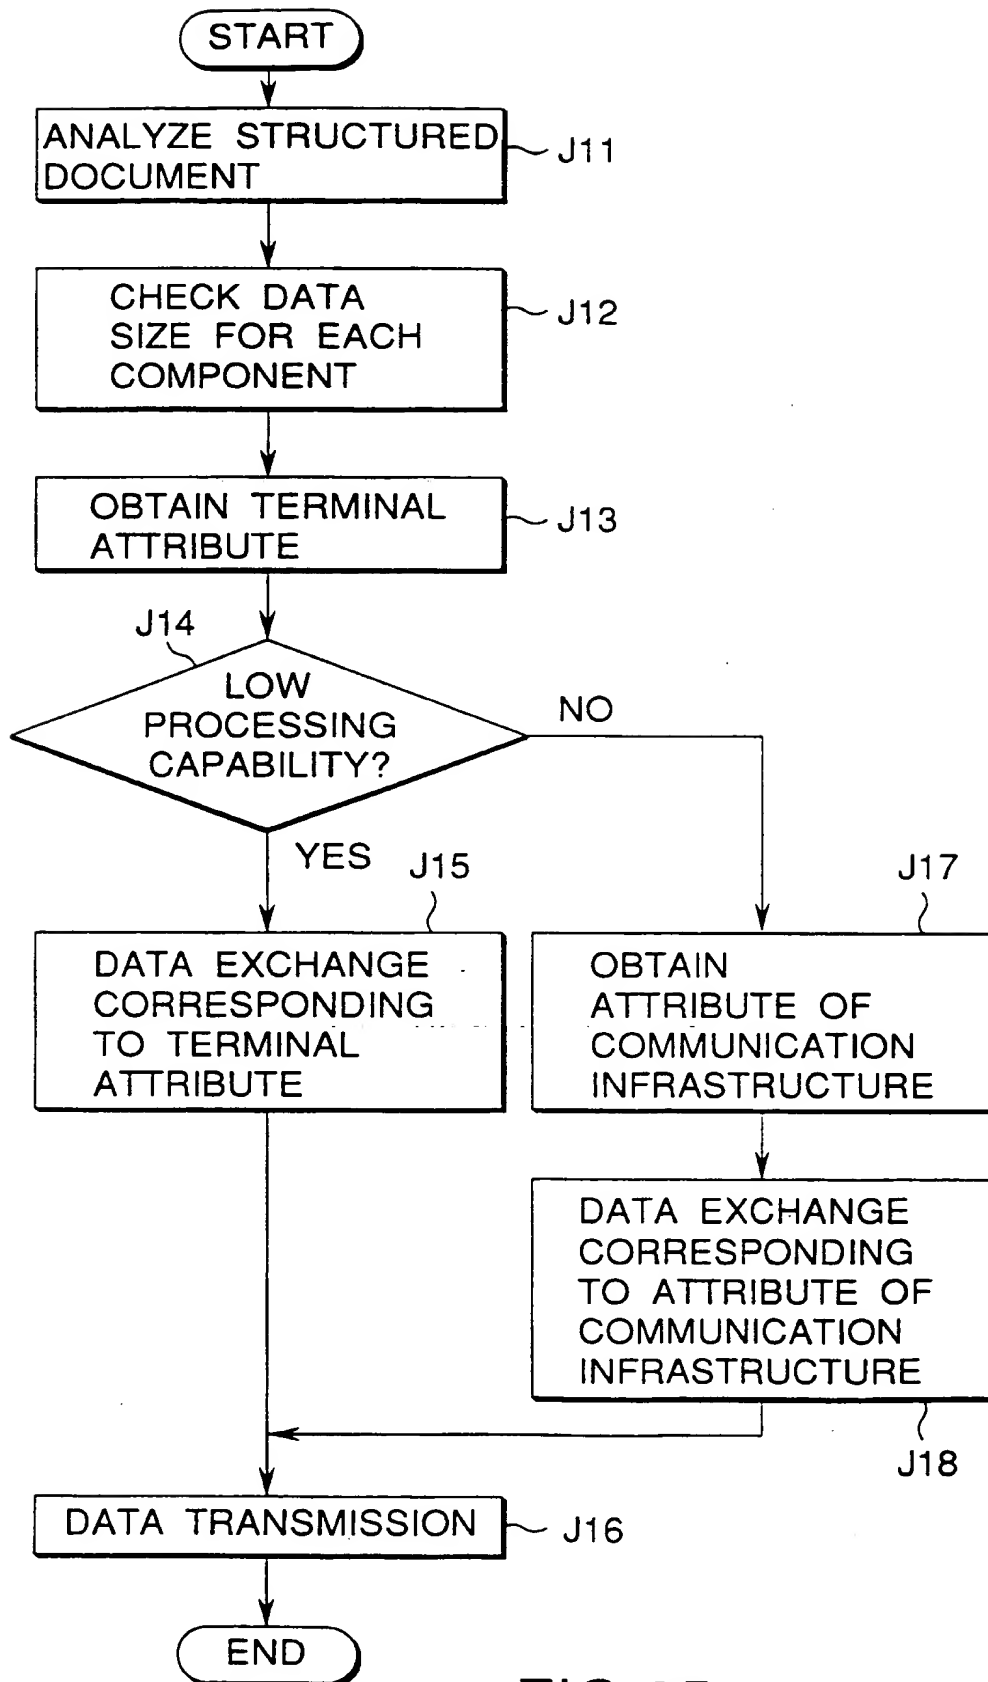 START
ANALYZE STRUCTURED
DOCUMENT
J11
CHECK DATA
SIZE FOR EACH
COMPONENT
J12
OBTAIN TERMINAL
ATTRIBUTE
J13
J14
LOW
PROCESSING
CAPABILITY?
NO
YES
J15
DATA EXCHANGE
CORRESPONDING
TO TERMINAL
ATTRIBUTE
J17
OBTAIN
ATTRIBUTE OF
COMMUNICATION
INFRASTRUCTURE
DATA EXCHANGE
CORRESPONDING
TO ATTRIBUTE OF
COMMUNICATION
INFRASTRUCTURE
J18
DATA TRANSMISSION
J16
END